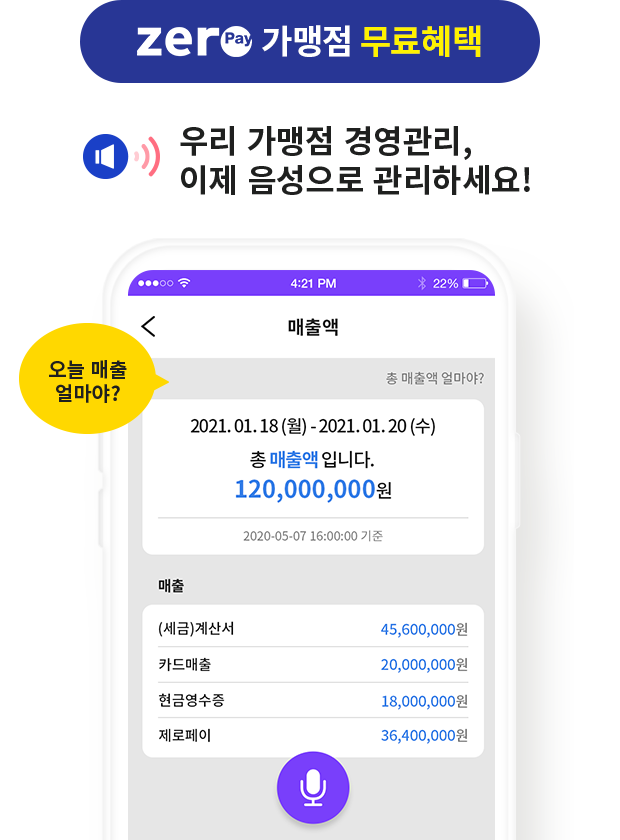 zero Pay 가맹점 무료혜택
우리 가맹점 경영관리,
이제 음성으로 관리하세요!
4:21 PM 22%
매출액
오늘 매출
얼마야?
총 매출액 얼마야?
2021. 01. 18 (월) - 2021. 01. 20 (수)
총 매출액 입니다.
120,000,000원
2020-05-07 16:00:00 기준
매출
(세금)계산서 45,600,000원
카드매출 20,000,000원
현금영수증 18,000,000원
제로페이 36,400,000원